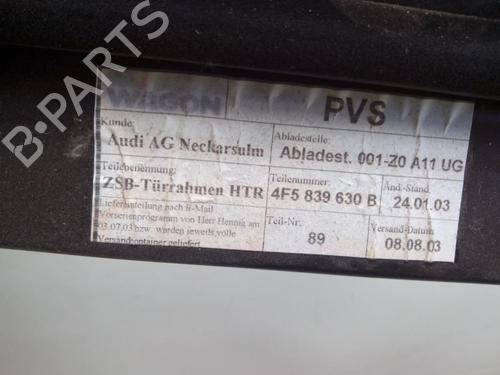 B-PARTS
WAGON
PVS
Kunde:
Audi AG Neckarsulm
Abladestelle:
Abladest. 001-Z0 A11 UG
Teilebenennung:
ZSB-Türrahmen HTR
Teilenummer:
4F5 839 630 B
Änd.-Stand.
24.01.03
Lieferkateilung nach E-Mail
Vorserienprogramm von Herr Hennig am
03.07.03 bzw. wurden jeweils volle
Versandcontainer geliefert
Teil-Nr:
89
Versand-Datum
08.08.03